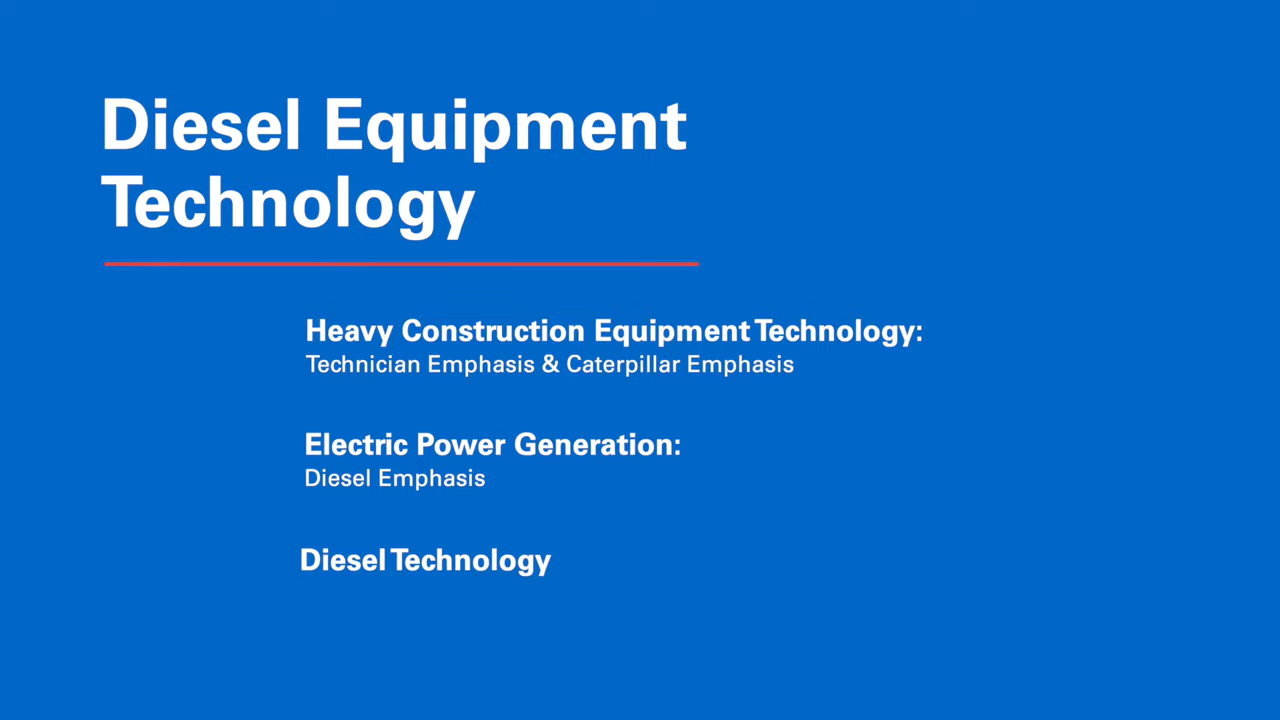 Diesel Equipment
Technology
Heavy Construction Equipment Technology:
Technician Emphasis & Caterpillar Emphasis
Electric Power Generation:
Diesel Emphasis
Diesel Technology